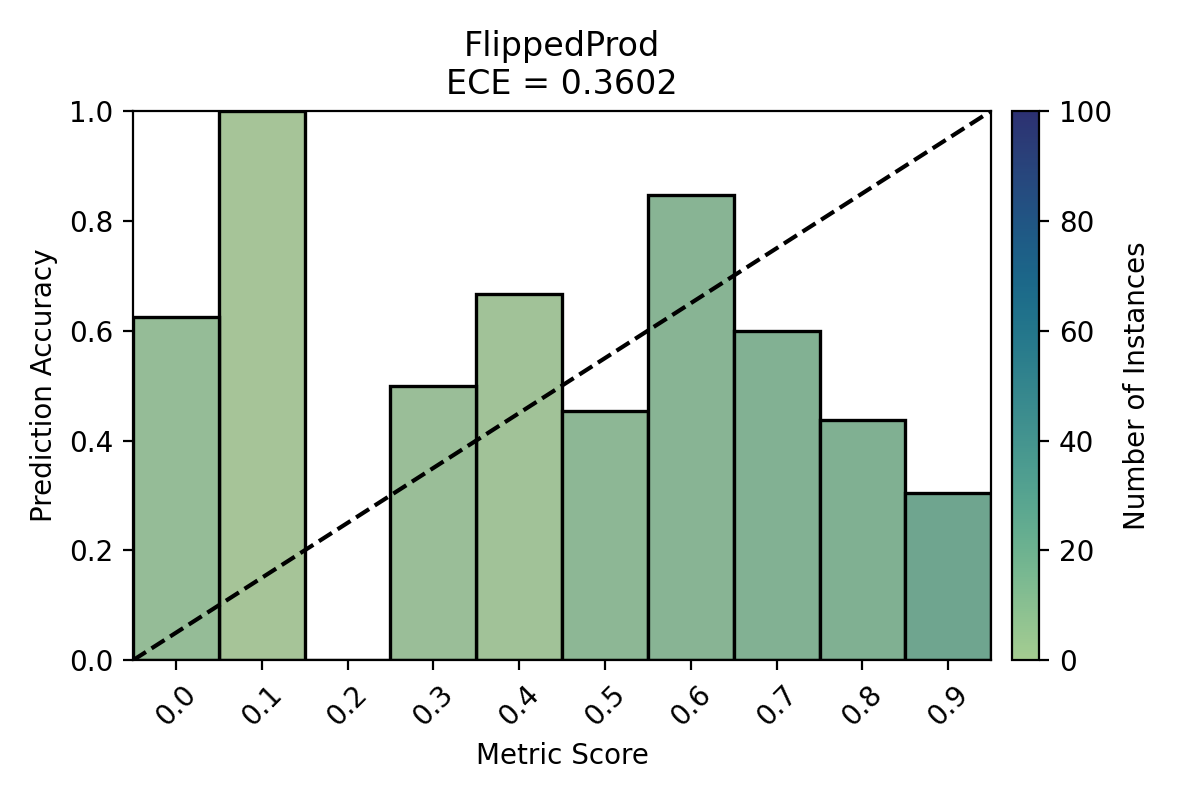 FlippedProd
ECE = 0.3602
Prediction Accuracy
1.0
0.8
0.6
0.4
0.2
0.0
0.0 0.1 0.2 0.3 0.4 0.5 0.6 0.7 0.8 0.9
Metric Score
100
80
60
40
20
0
Number of Instances